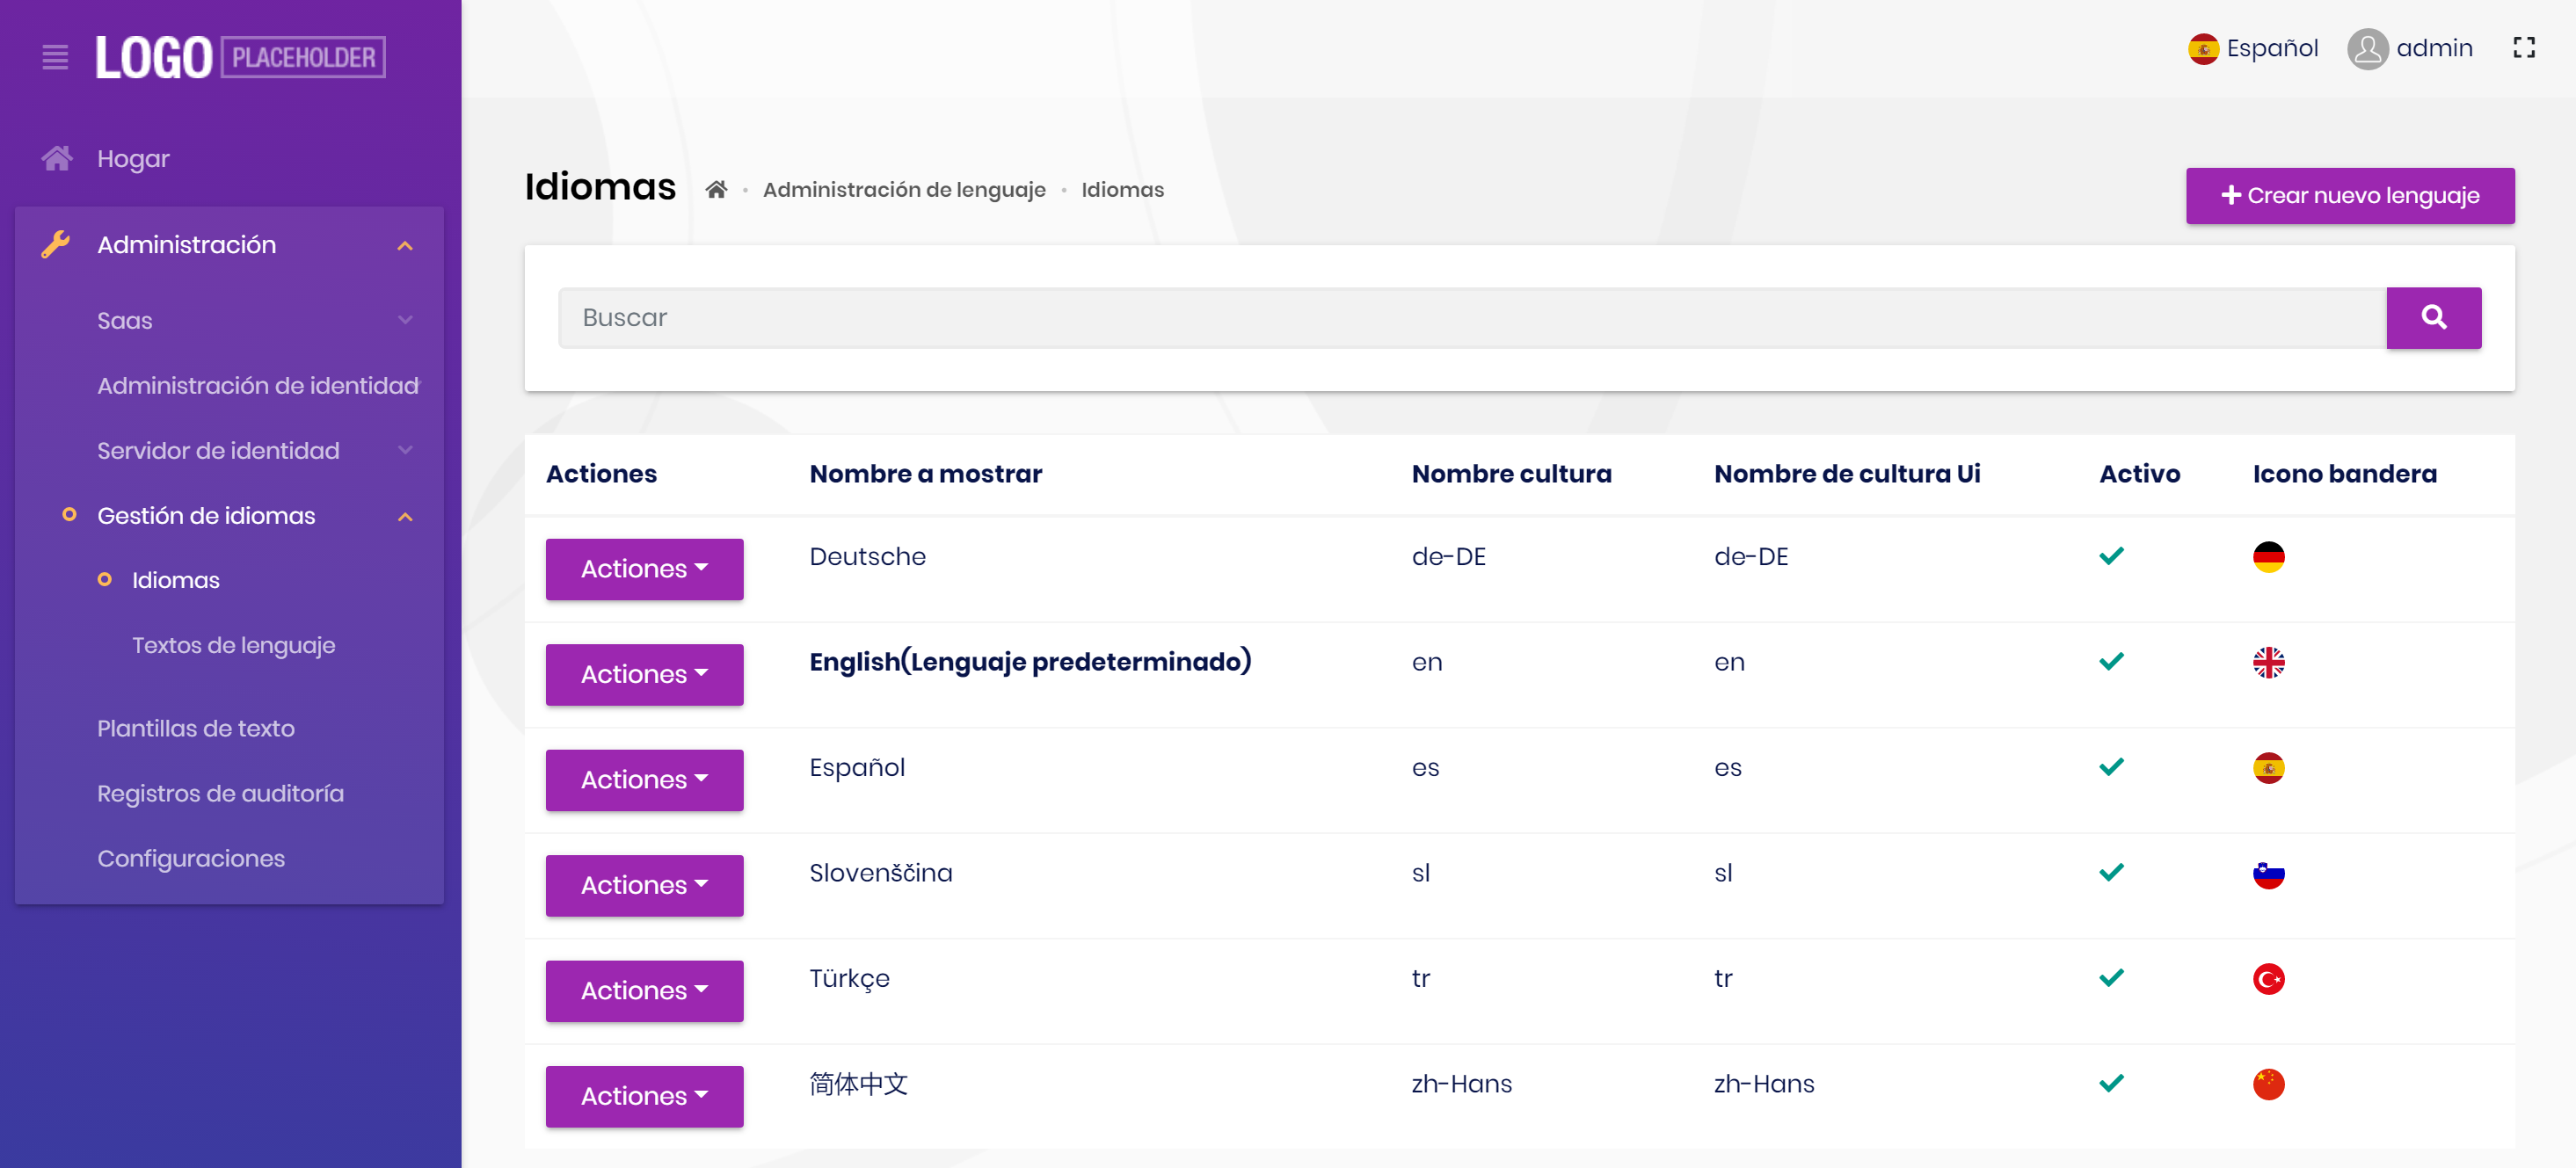 LOGO PLACEHOLDER
Español
admin
Hogar
Administración
Saas
Administración de identidad
Servidor de identidad
Gestión de idiomas
Idiomas
Textos de lenguaje
Plantillas de texto
Registros de auditoría
Configuraciones
Idiomas
Administración de lenguaje • Idiomas
Crear nuevo lenguaje
Buscar
Actiones Nombre a mostrar Nombre cultura Nombre de cultura Ui Activo Icono bandera
Actiones Deutsche de-DE de-DE
Actiones English(Lenguaje predeterminado) en en
Actiones Español es es
Actiones Slovenščina sl sl
Actiones Türkçe tr tr
Actiones 简体中文 zh-Hans zh-Hans